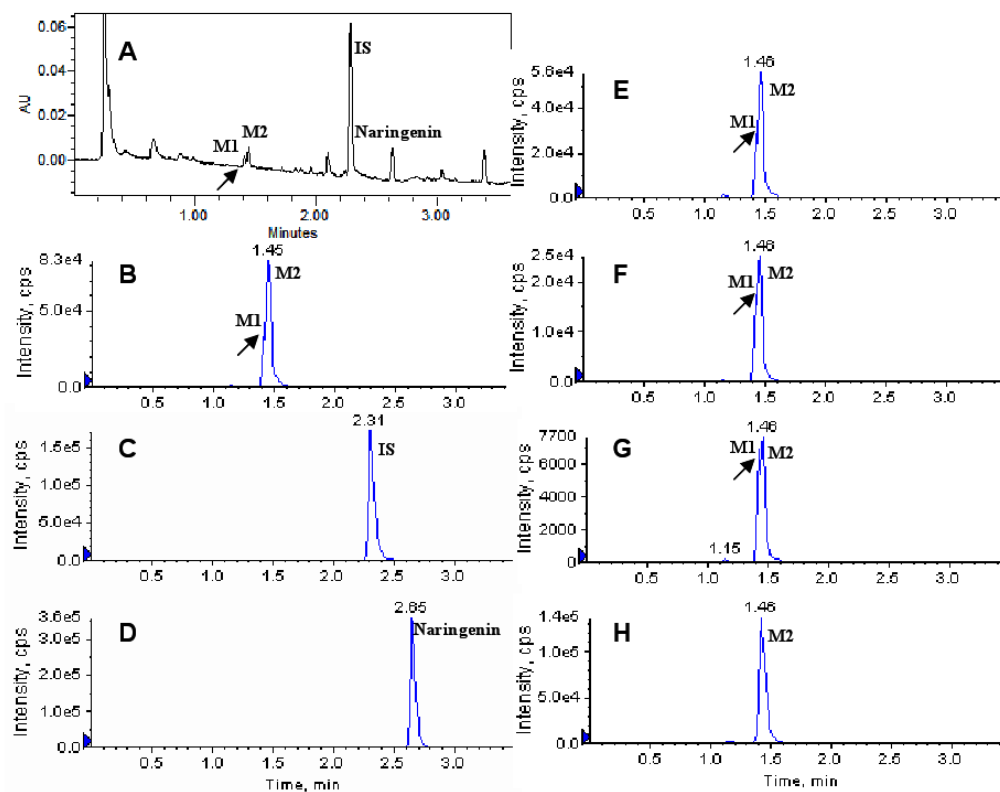 A
0.06
0.04
0.02
0.00
AU
IS
M1
M2
Naringenin
1.00
2.00
3.00
Minutes
B
8.3e4
5.0e4
0.0
Intensity, cps
1.45
M2
M1
0.5
1.0
1.5
2.0
2.5
3.0
C
1.5e5
1.0e5
5.0e4
0.0
Intensity, cps
2.31
IS
0.5
1.0
1.5
2.0
2.5
3.0
D
3.6e5
3.0e5
2.0e5
1.0e5
0.0
Intensity, cps
2.65
Naringenin
0.5
1.0
1.5
2.0
2.5
3.0
Time, min
E
5.6e4
4.0e4
2.0e4
0.0
Intensity, cps
1.46
M2
M1
0.5
1.0
1.5
2.0
2.5
3.0
F
2.5e4
2.0e4
1.0e4
0.0
Intensity, cps
1.46
M2
M1
0.5
1.0
1.5
2.0
2.5
3.0
G
7700
6000
4000
2000
0
Intensity, cps
1.46
M1
M2
1.15
0.5
1.0
1.5
2.0
2.5
3.0
H
1.4e5
1.0e5
5.0e4
0.0
Intensity, cps
1.46
M2
0.5
1.0
1.5
2.0
2.5
3.0
Time, min